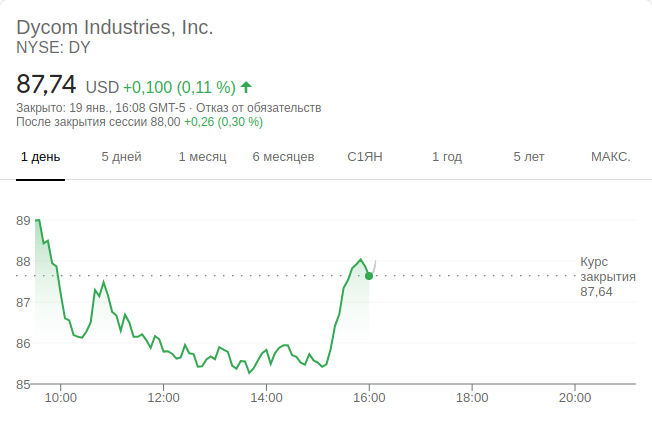 Dycom Industries, Inc.
NYSE: DY
87,74 USD +0,100 (0,11 %)
Закрыто: 19 янв., 16:08 GMT-5 · Отказ от обязательств
После закрытия сессии 88,00 +0,26 (0,30 %)
1 день 5 дней 1 месяц 6 месяцев С1ЯН 1 год 5 лет МАКС.
89
88
87
86
85
Курс
закрытия
87,64
10:00 12:00 14:00 16:00 18:00 20:00